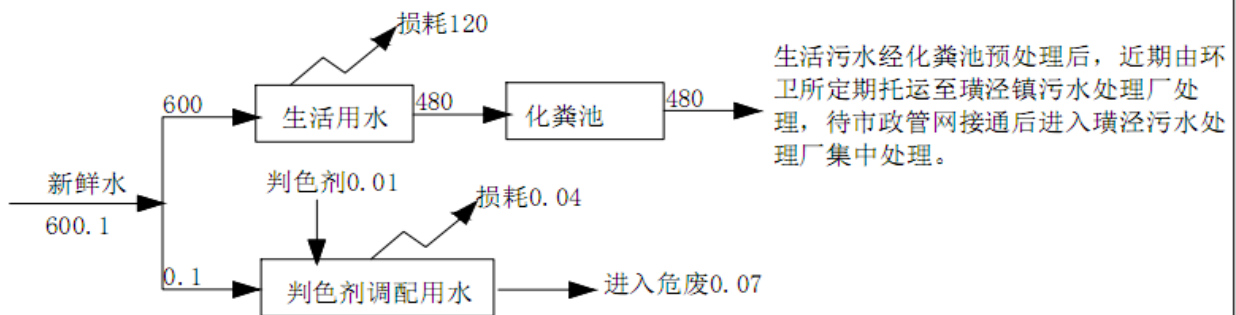 损耗120
600
生活用水
480
化粪池
480
生活污水经化粪池预处理后，近期由环
卫所定期托运至璜泾镇污水处理厂处
理，待市政管网接通后进入璜泾污水处
理厂集中处理。
新鲜水
600.1
判色剂0.01
损耗0.04
0.1
判色剂调配用水
进入危废0.07